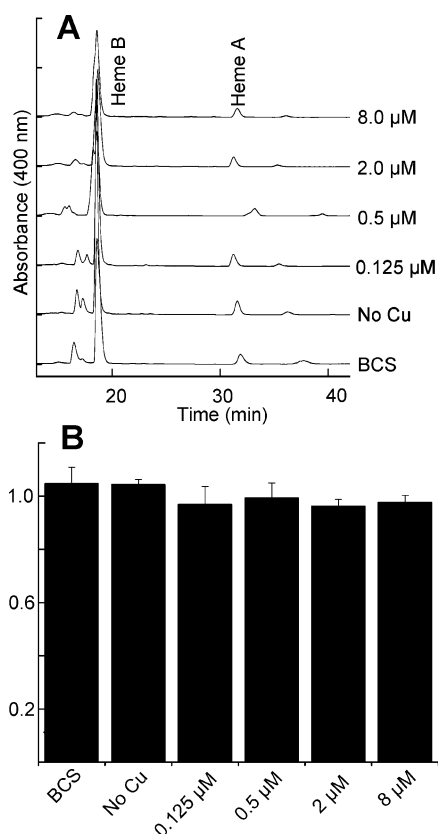 A
Heme B
Heme A
Absorbance (400 nm)
8.0 µM
2.0 µM
0.5 µM
0.125 µM
No Cu
BCS
20
30
40
Time (min)
B
1.0
0.6
0.2
BCS
No Cu
0.125 µM
0.5 µM
2 µM
8 µM